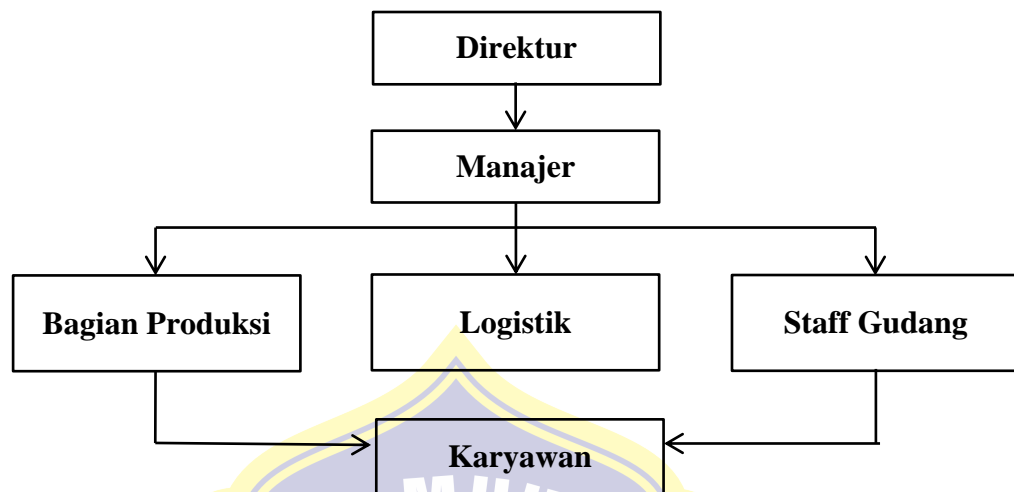 Direktur
Manajer
Bagian Produksi
Logistik
Staff Gudang
Karyawan